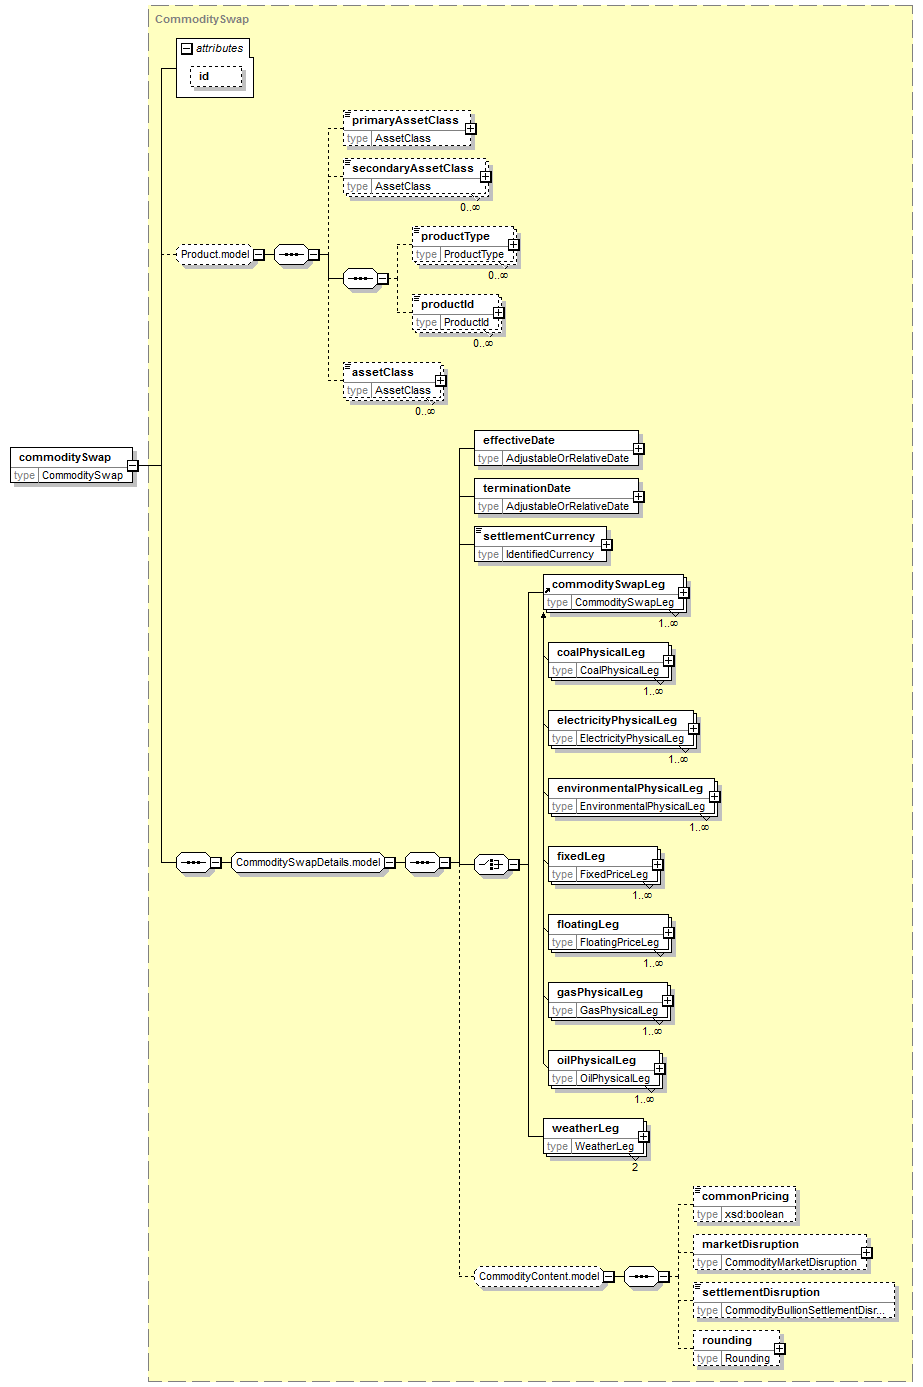 CommoditySwap
attributes
id
primaryAssetClass
type AssetClass
secondaryAssetClass
type AssetClass
0..∞
productType
type ProductType
0..∞
Product.model
productId
type ProductId
0..∞
assetClass
type AssetClass
0..∞
commoditySwap
type CommoditySwap
effectiveDate
type AdjustableOrRelativeDate
terminationDate
type AdjustableOrRelativeDate
settlementCurrency
type IdentifiedCurrency
commoditySwapLeg
type CommoditySwapLeg
1..∞
coalPhysicalLeg
type CoalPhysicalLeg
1..∞
electricityPhysicalLeg
type ElectricityPhysicalLeg
1..∞
environmentalPhysicalLeg
type EnvironmentalPhysicalLeg
1..∞
CommoditySwapDetails.model
fixedLeg
type FixedPriceLeg
1..∞
floatingLeg
type FloatingPriceLeg
1..∞
gasPhysicalLeg
type GasPhysicalLeg
1..∞
oilPhysicalLeg
type OilPhysicalLeg
1..∞
weatherLeg
type WeatherLeg
2
CommodityContent.model
commonPricing
type xsd:boolean
marketDisruption
type CommodityMarketDisruption
settlementDisruption
type CommodityBullionSettlementDisr...
rounding
type Rounding